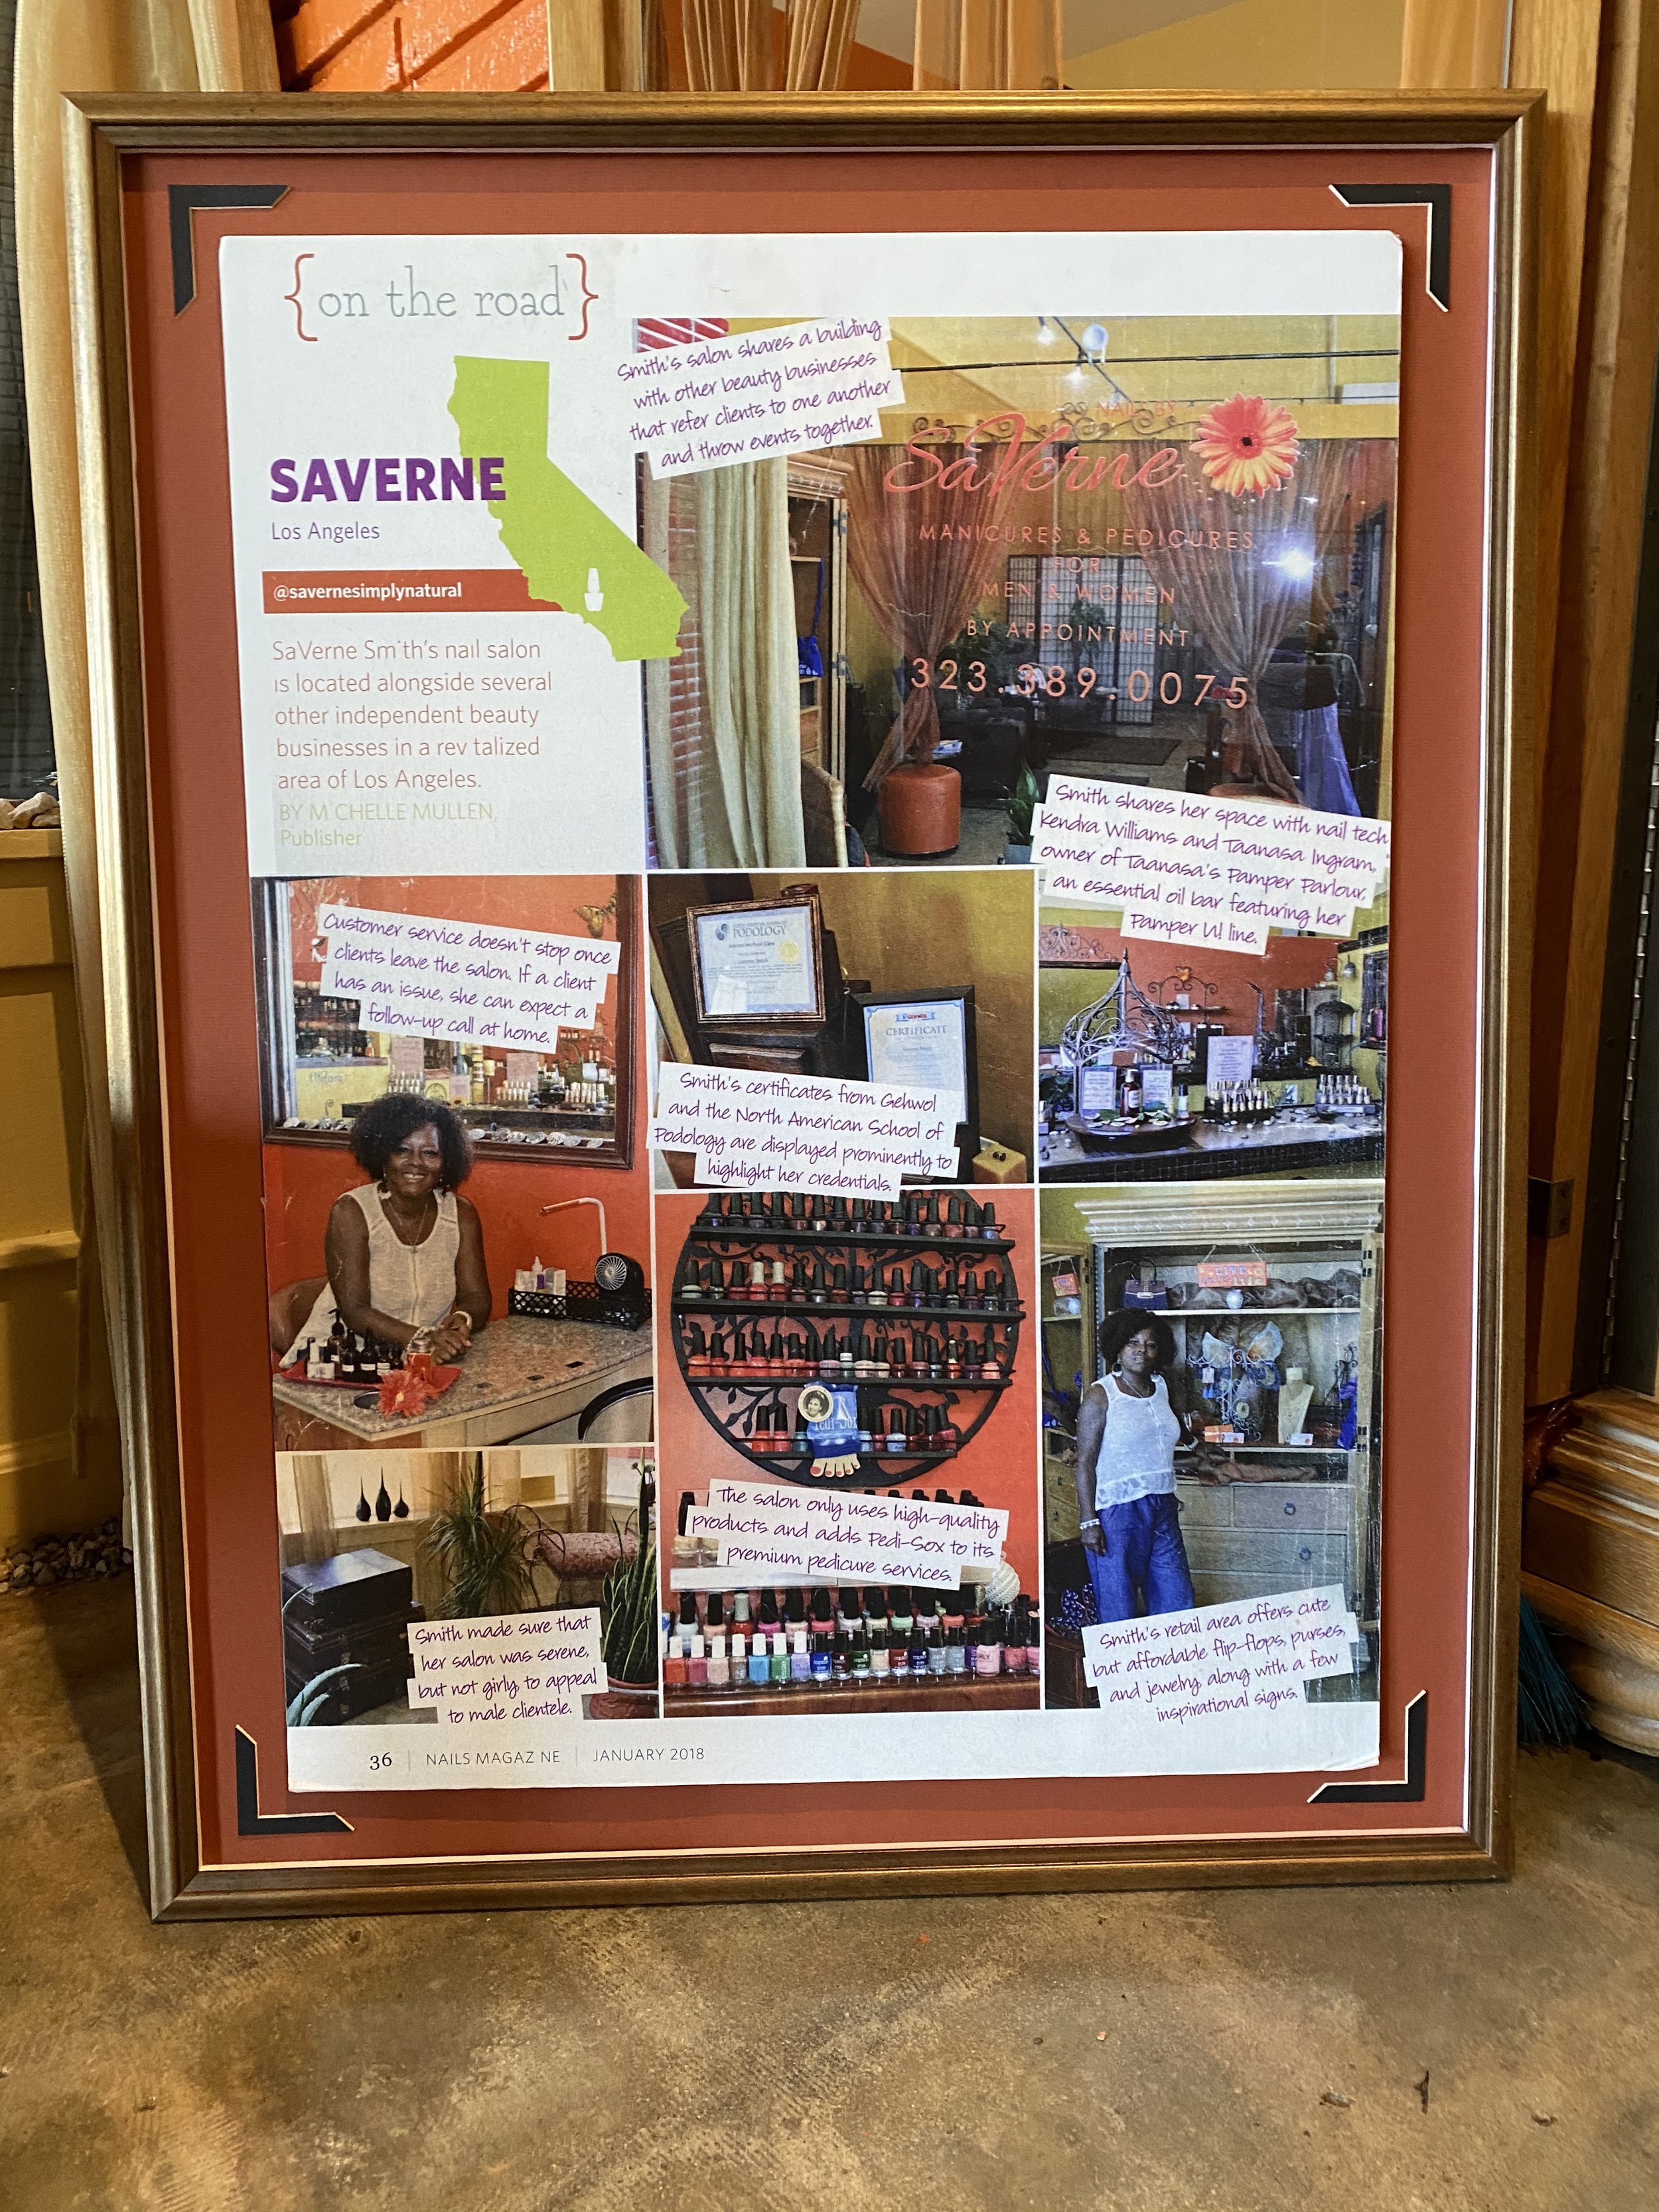 {on the road}
SAVERNE
Los Angeles
@savernesimplynatural
SaVerne Sm th's nail salon
is located alongside several
other independent beauty
businesses in a rev talized
area of Los Angeles.
BY M CHELLE MULLEN,
Publisher
Smith's salon shares a building
with other beauty businesses
that refer clients to one another
and throw events together.
NAILS BY
SaVerne
MANICURES & PEDICURES
FOR
MEN & WOMEN
BY APPOINTMENT
323.389.0075
Smith shares her space with nail tech
Kendra Williams and Taanasa Ingram,
owner of Taanasa's Pamper Parlour,
an essential oil bar featuring her
Pamper U! line.
Customer service doesn't stop once
clients leave the salon. If a client
has an issue, she can expect a
follow-up call at home.
PODOLOGY
CERTIFICATE
Smith's certificates from Gehwol
and the North American School of
Podology are displayed prominently to
highlight her credentials.
LIVE
The salon only uses high-quality
products and adds Pedi-Sox to its
premium pedicure services.
Smith made sure that
her salon was serene,
but not girly, to appeal
to male clientele.
Smith's retail area offers cute
but affordable flip-flops, purses,
and jewelry, along with a few
inspirational signs.
36 | NAILS MAGAZ NE | JANUARY 2018